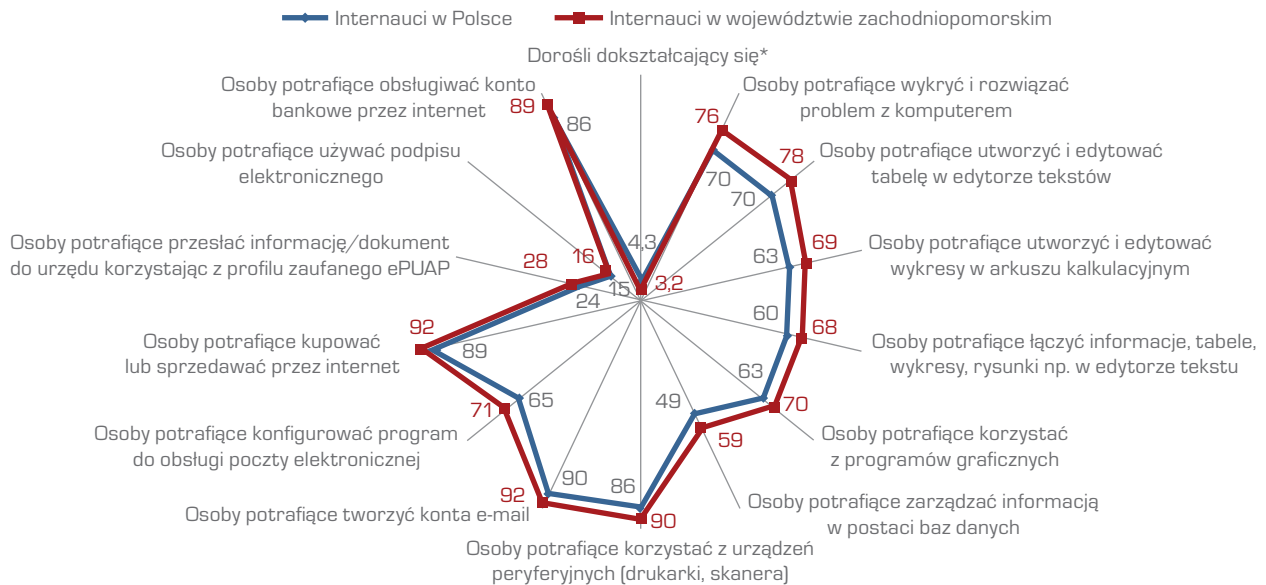 Internauci w Polsce
Internauci w województwie zachodniopomorskim
Dorośli dokształcający się*
4,3
3,2
Osoby potrafiące wykryć i rozwiązać
problem z komputerem
76
70
Osoby potrafiące utworzyć i edytować
tabelę w edytorze tekstów
78
70
Osoby potrafiące utworzyć i edytować
wykresy w arkuszu kalkulacyjnym
69
63
Osoby potrafiące łączyć informacje, tabele,
wykresy, rysunki np. w edytorze tekstu
68
60
Osoby potrafiące korzystać
z programów graficznych
70
63
Osoby potrafiące zarządzać informacją
w postaci baz danych
59
49
Osoby potrafiące korzystać z urządzeń
peryferyjnych (drukarki, skanera)
90
86
Osoby potrafiące tworzyć konta e-mail
92
90
Osoby potrafiące konfigurować program
do obsługi poczty elektronicznej
71
65
Osoby potrafiące kupować
lub sprzedawać przez internet
92
89
Osoby potrafiące przesłać informację/dokument
do urzędu korzystając z profilu zaufanego ePUAP
28
24
Osoby potrafiące używać podpisu
elektronicznego
16
15
Osoby potrafiące obsługiwać konto
bankowe przez internet
89
86